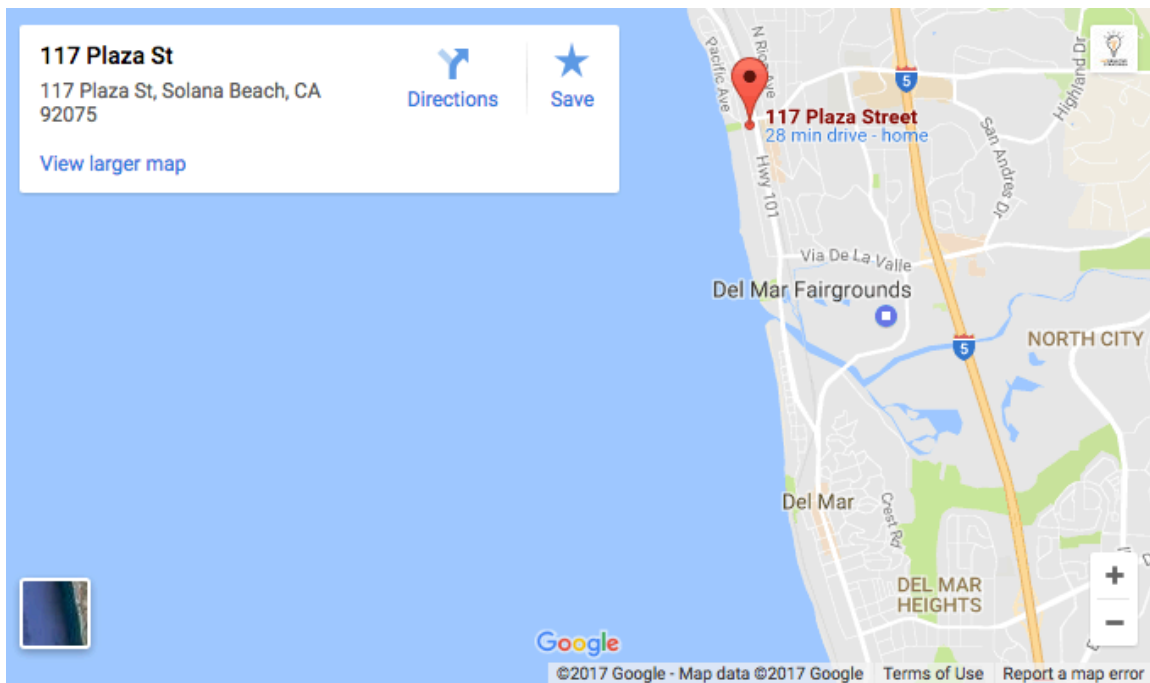 117 Plaza St
117 Plaza St, Solana Beach, CA
92075
Directions
Save
View larger map
Pacific Ave
N Rios Ave
5
Highland Dr
117 Plaza Street
28 min drive - home
San Andres Dr
Hwy 101
Via De La Valle
Del Mar Fairgrounds
5
NORTH CITY
Del Mar
Crest Rd
DEL MAR
HEIGHTS
+
−
Google
©2017 Google - Map data ©2017 Google
Terms of Use
Report a map error